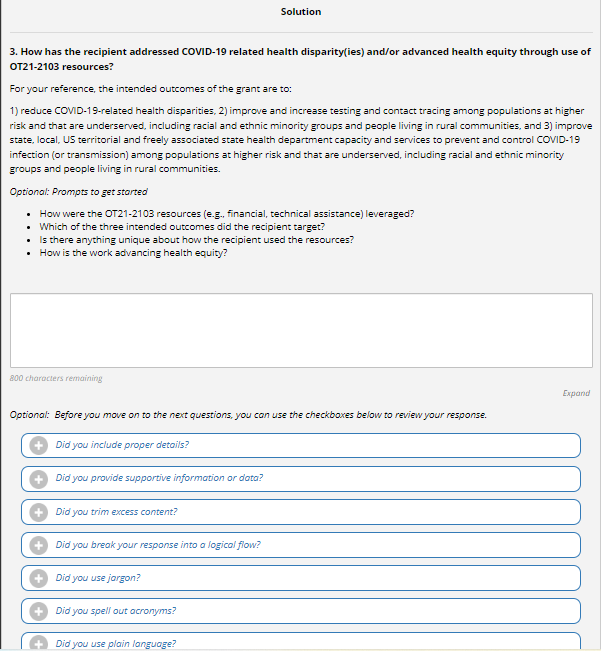 Solution
3. How has the recipient addressed COVID-19 related health disparity(ies) and/or advanced health equity through use of
OT21-2103 resources?
For your reference, the intended outcomes of the grant are to:
1) reduce COVID-19-related health disparities, 2) improve and increase testing and contact tracing among populations at higher
risk and that are underserved, including racial and ethnic minority groups and people living in rural communities, and 3) improve
state, local, US territorial and freely associated state health department capacity and services to prevent and control COVID-19
infection (or transmission) among populations at higher risk and that are underserved, including racial and ethnic minority
groups and people living in rural communities.
Optional: Prompts to get started
• How were the OT21-2103 resources (e.g., financial, technical assistance) leveraged?
• Which of the three intended outcomes did the recipient target?
• Is there anything unique about how the recipient used the resources?
• How is the work advancing health equity?
800 characters remaining
Expand
Optional: Before you move on to the next questions, you can use the checkboxes below to review your response.
Did you include proper details?
Did you provide supportive information or data?
Did you trim excess content?
Did you break your response into a logical flow?
Did you use jargon?
Did you spell out acronyms?
Did you use plain language?